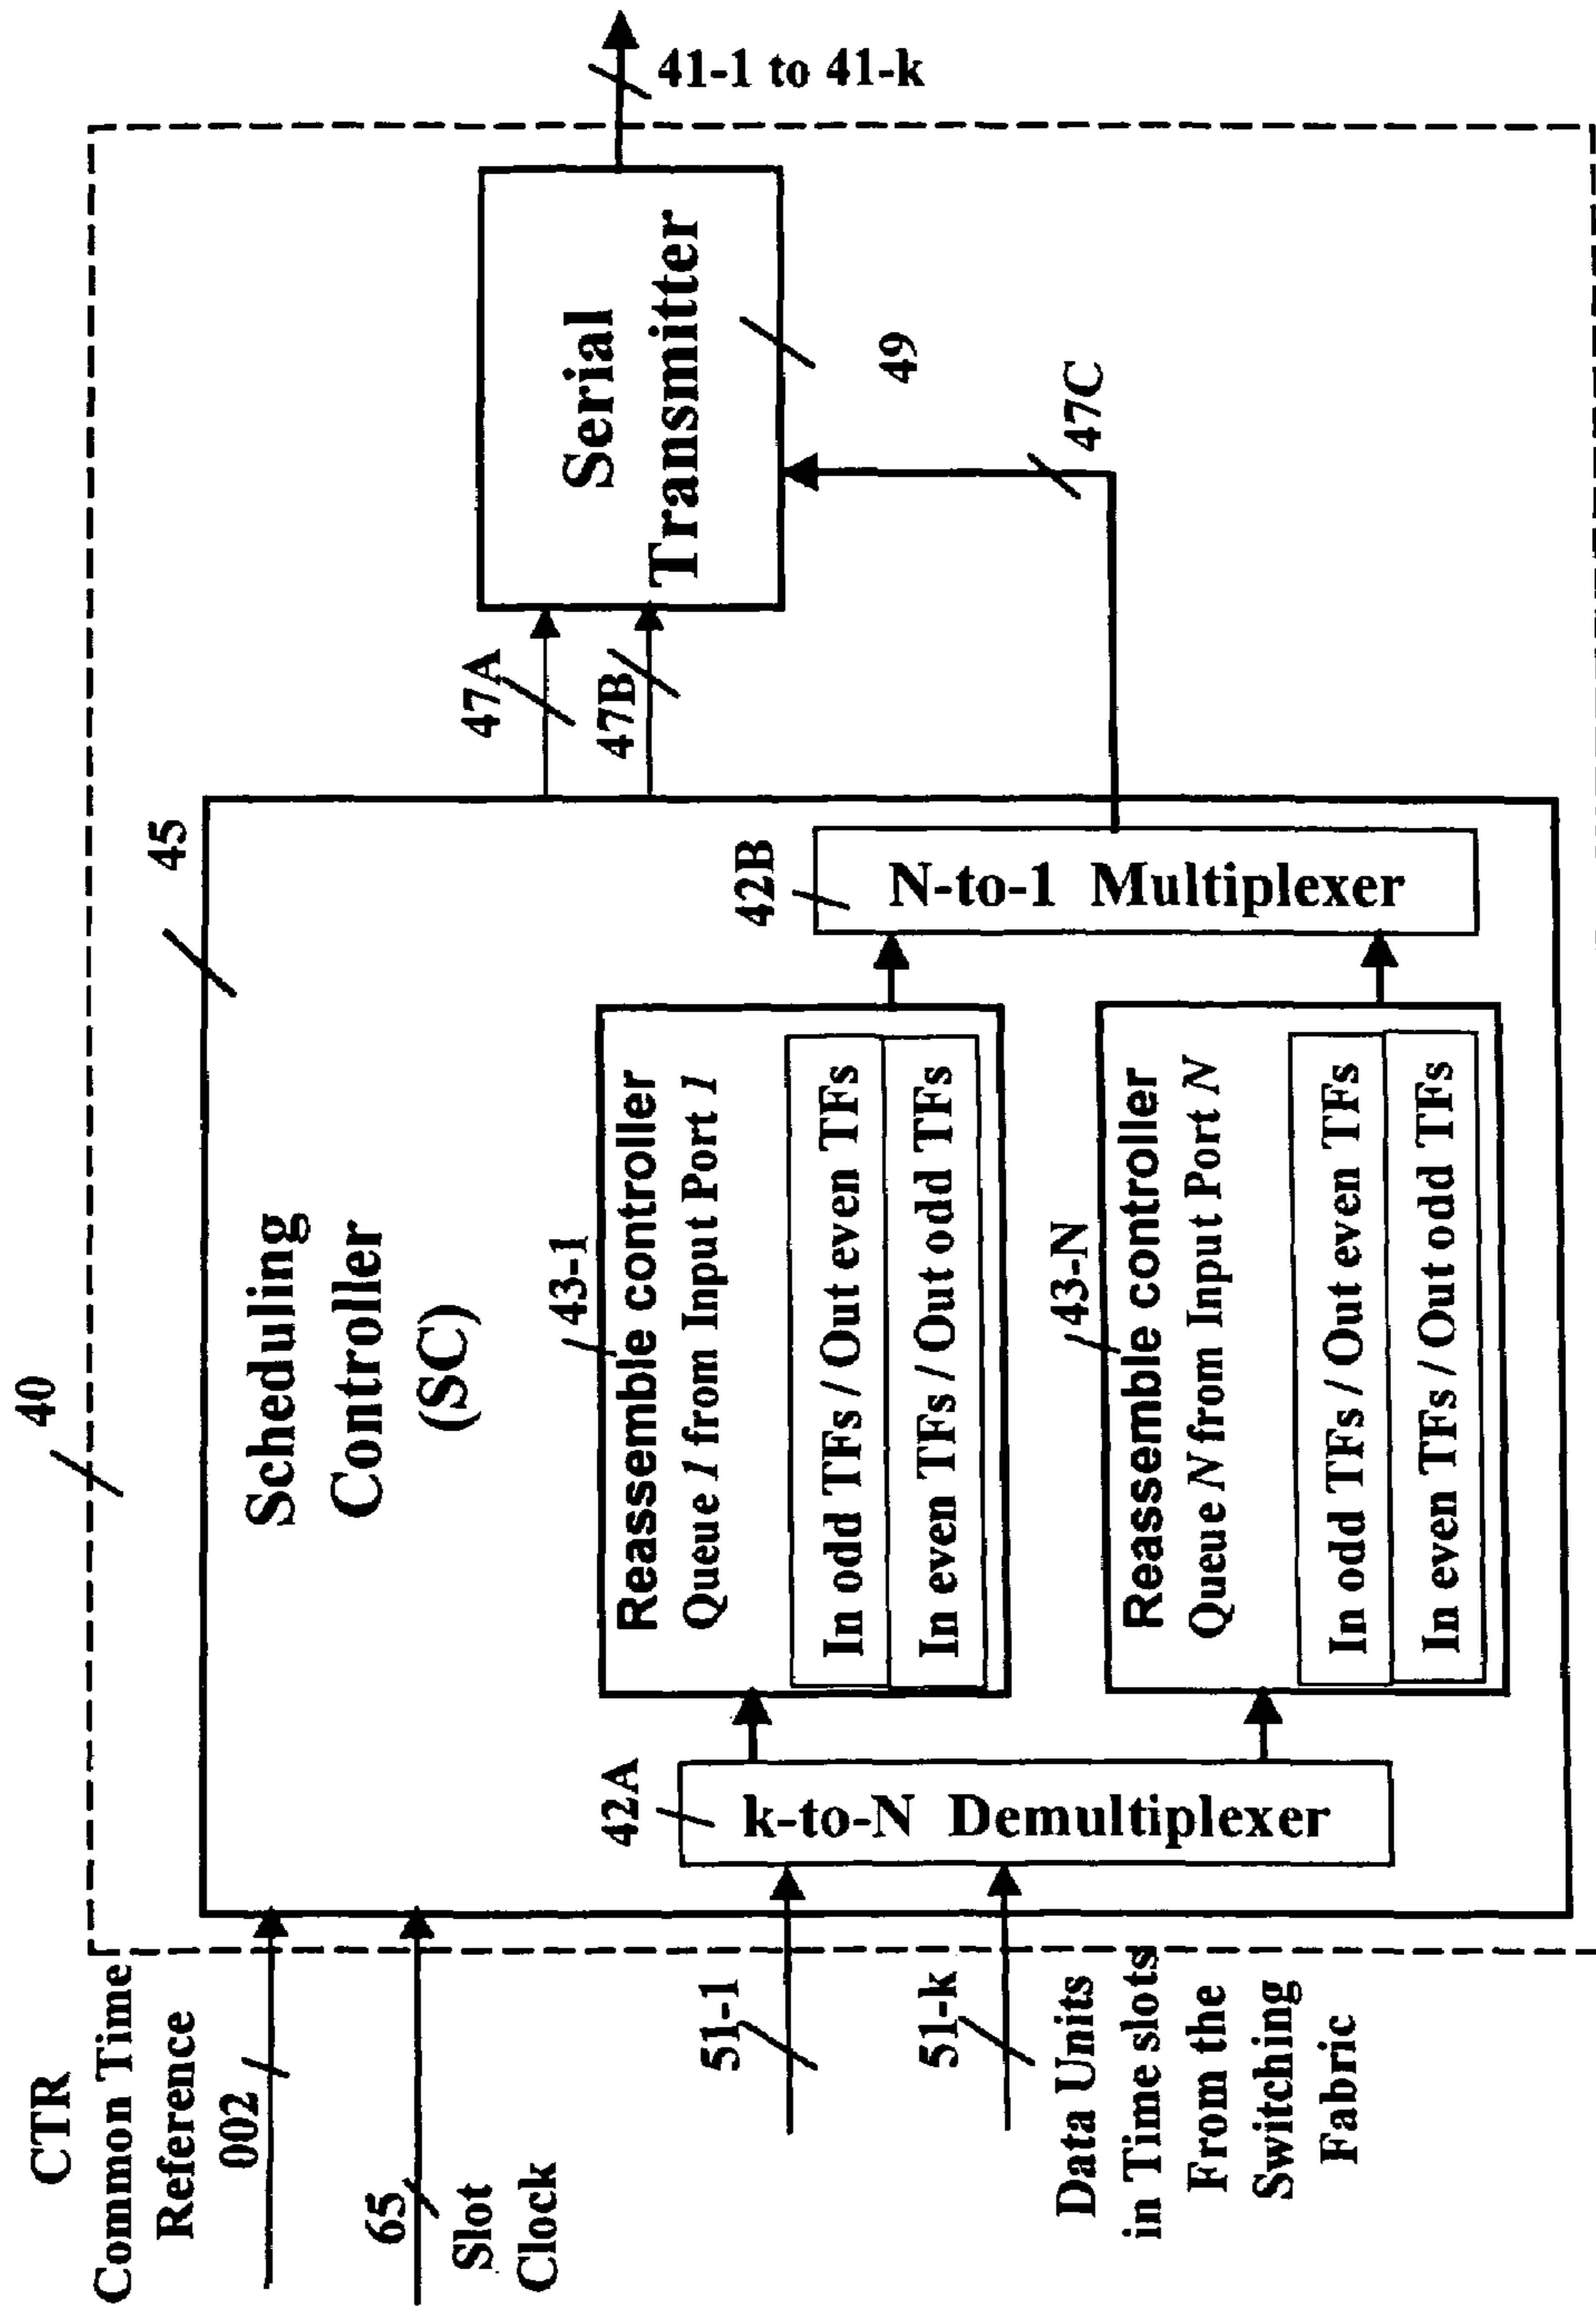 40
CTR
Common Time
Reference
002
65
Slot
Clock
45
Scheduling
Controller
(SC)
47A
47B
Serial
Transmitter
49
41-1 to 41-k
47C
51-1
51-k
Data Units
in Time slots
From the
Switching
Fabric
42A
k-to-N Demultiplexer
43-1
Reassemble controller
Queue 1 from Input Port 1
In odd TFs / Out even TFs
In even TFs / Out odd TFs
43-N
Reassemble controller
Queue N from Input Port N
In odd TFs / Out even TFs
In even TFs / Out odd TFs
42B
N-to-1 Multiplexer